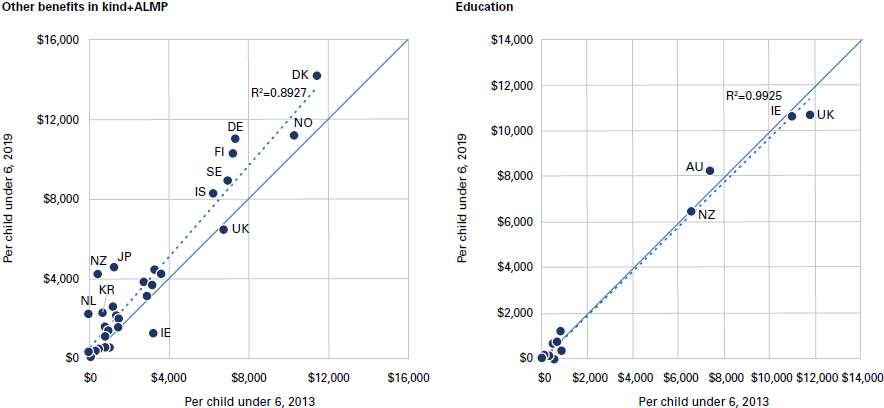 Other benefits in kind+ALMP
$16,000
$12,000
$8,000
$4,000
$0
Per child under 6, 2019
DK
R²=0.8927
NO
DE
FI
SE
IS
UK
NZ
JP
KR
NL
IE
$0 $4,000 $8,000 $12,000 $16,000
Per child under 6, 2013
Education
$14,000
$12,000
$10,000
$8,000
$6,000
$4,000
$2,000
$0
Per child under 6, 2019
R²=0.9925
IE
UK
AU
NZ
$0 $2,000 $4,000 $6,000 $8,000 $10,000 $12,000 $14,000
Per child under 6, 2013